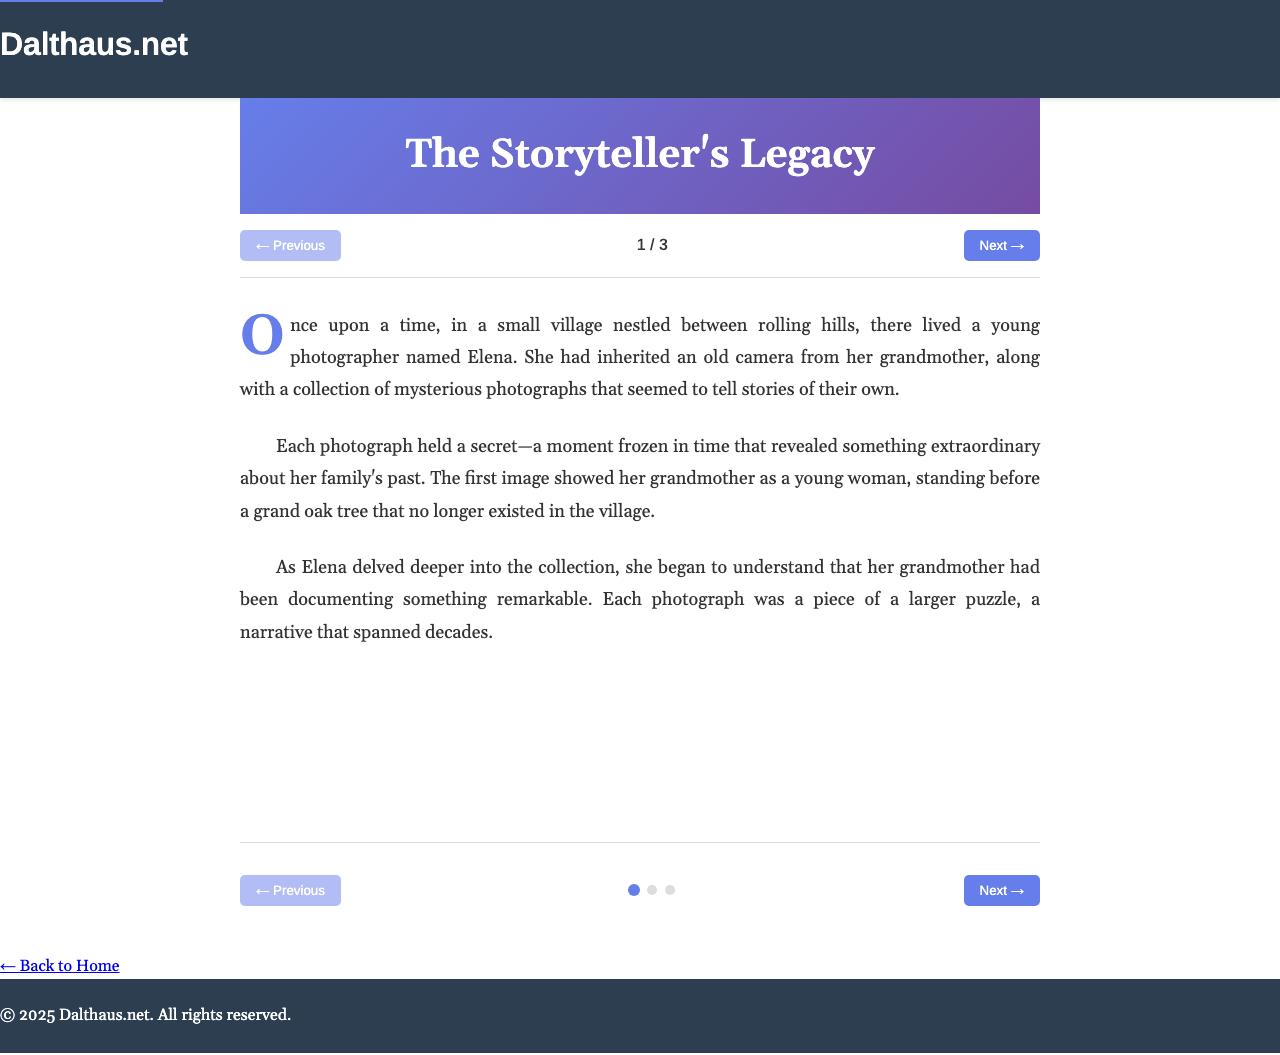 Dalthaus.net
The Storyteller's Legacy
← Previous
1 / 3
Next →
Once upon a time, in a small village nestled between rolling hills, there lived a young
photographer named Elena. She had inherited an old camera from her grandmother, along
with a collection of mysterious photographs that seemed to tell stories of their own.
Each photograph held a secret—a moment frozen in time that revealed something extraordinary
about her family's past. The first image showed her grandmother as a young woman, standing before
a grand oak tree that no longer existed in the village.
As Elena delved deeper into the collection, she began to understand that her grandmother had
been documenting something remarkable. Each photograph was a piece of a larger puzzle, a
narrative that spanned decades.
← Previous
Next →
← Back to Home
© 2025 Dalthaus.net. All rights reserved.